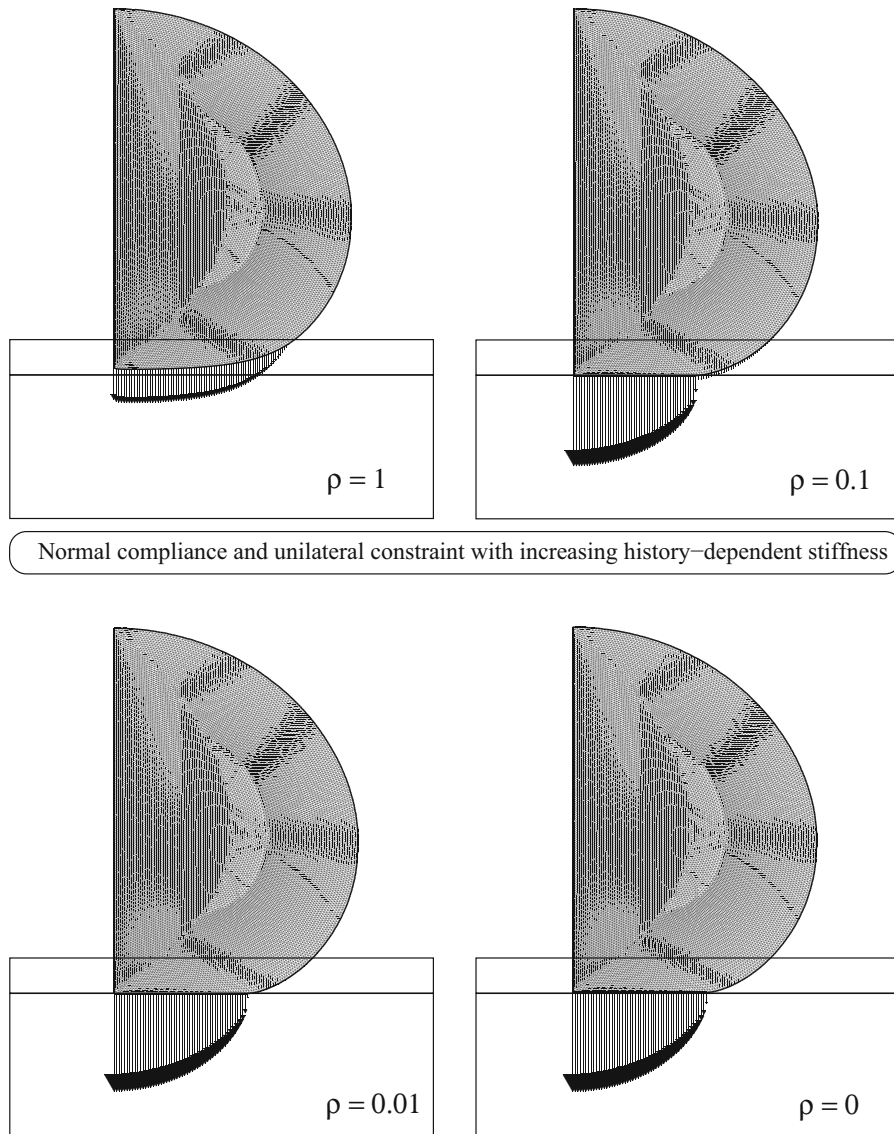 ρ = 1
ρ = 0.1
Normal compliance and unilateral constraint with increasing history−dependent stiffness
ρ = 0.01
ρ = 0